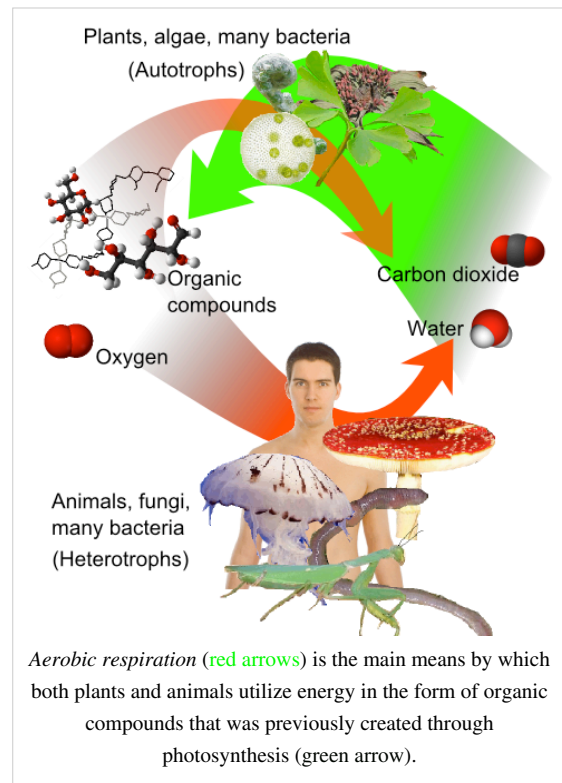 Plants, algae, many bacteria
(Autotrophs)
Carbon dioxide
Organic
compounds
Water
Oxygen
Animals, fungi,
many bacteria
(Heterotrophs)
Aerobic respiration (red arrows) is the main means by which
both plants and animals utilize energy in the form of organic
compounds that was previously created through
photosynthesis (green arrow).